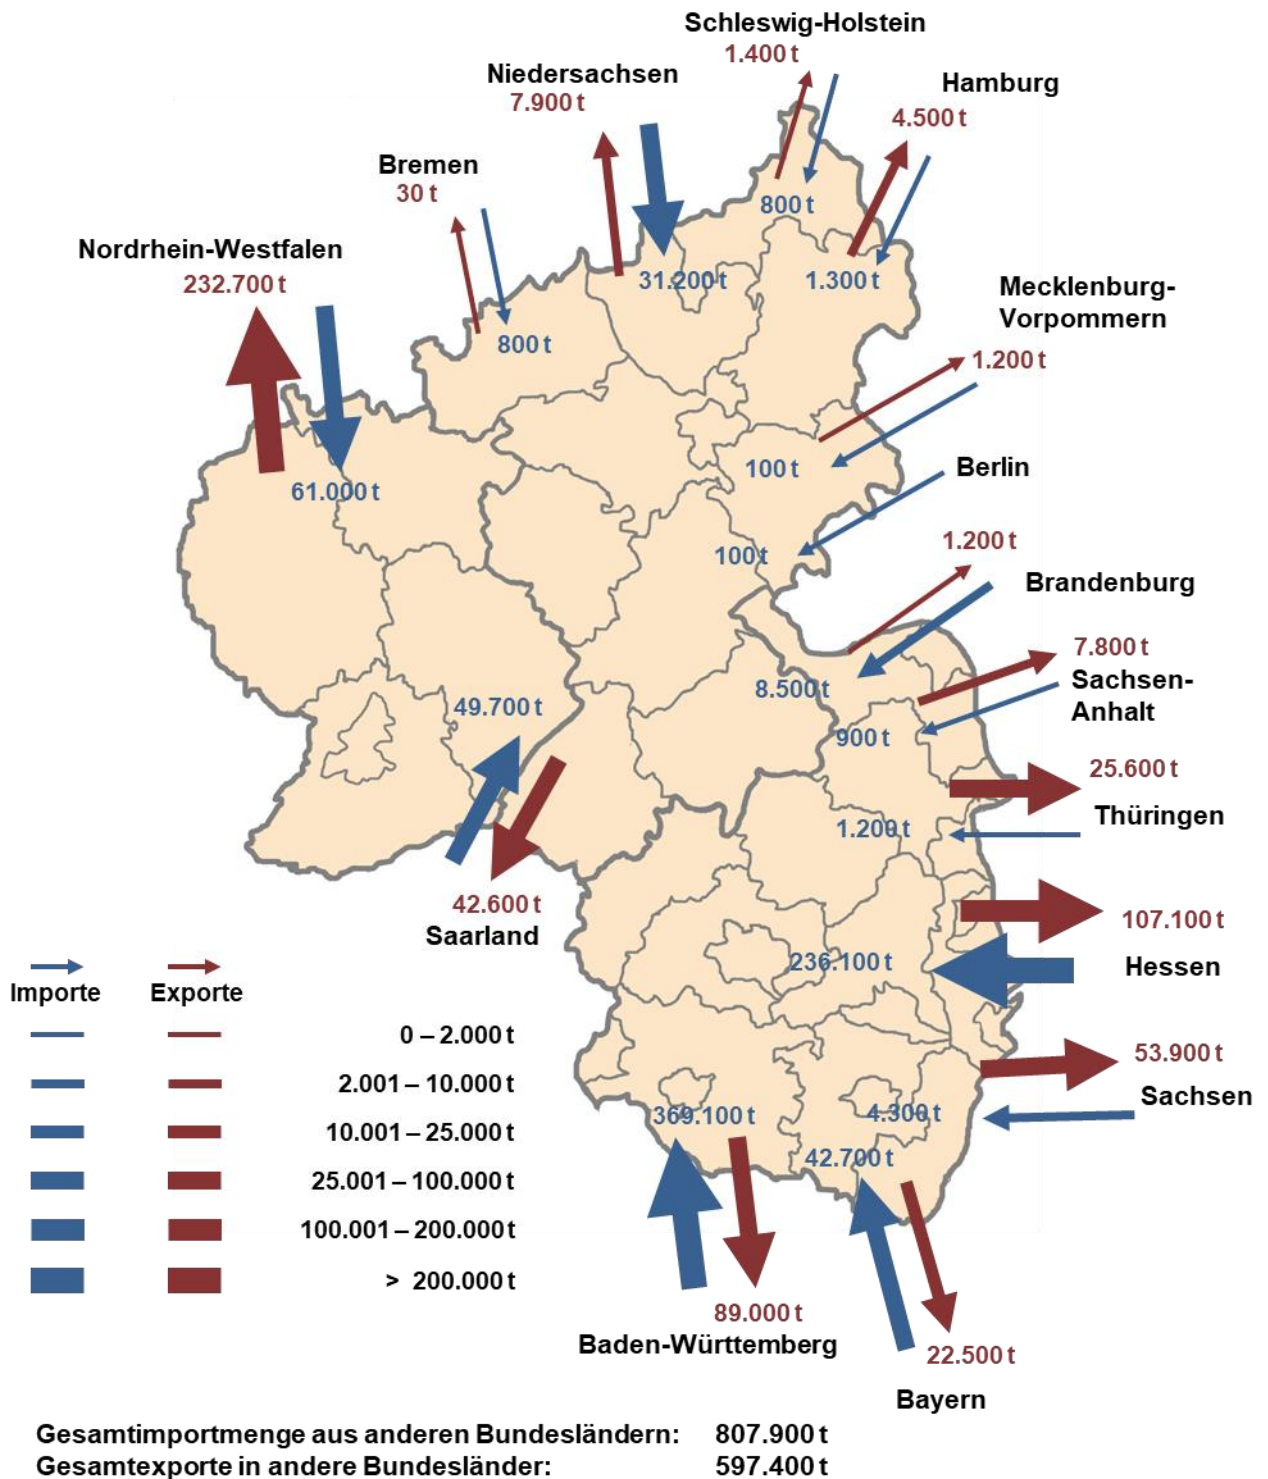 Schleswig-Holstein
1.400 t
Niedersachsen
7.900 t
Hamburg
4.500 t
Bremen
30 t
800 t
Nordrhein-Westfalen
232.700 t
31.200 t
1.300 t
Mecklenburg-
Vorpommern
800 t
1.200 t
100 t
Berlin
61.000 t
100 t
1.200 t
Brandenburg
7.800 t
Sachsen-
Anhalt
8.500 t
49.700 t
900 t
25.600 t
Thüringen
1.200 t
42.600 t
Saarland
107.100 t
Hessen
236.100 t
Importe
Exporte
0 – 2.000 t
2.001 – 10.000 t
10.001 – 25.000 t
25.001 – 100.000 t
100.001 – 200.000 t
> 200.000 t
53.900 t
Sachsen
369.100 t
4.300 t
42.700 t
89.000 t
Baden-Württemberg
22.500 t
Bayern
Gesamtimportmenge aus anderen Bundesländern: 807.900 t
Gesamtexporte in andere Bundesländer: 597.400 t